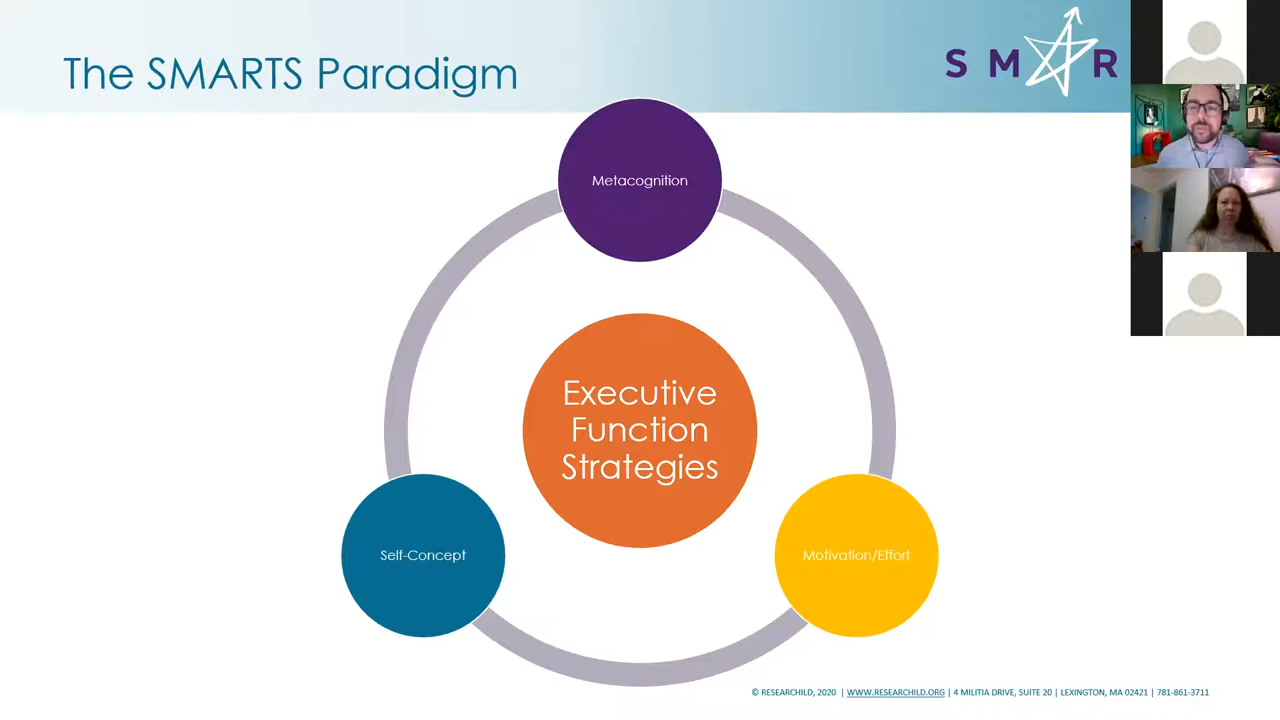 The SMARTS Paradigm
S M R
Metacognition
Executive
Function
Strategies
Self-Concept
Motivation/Effort
© RESEARCHILD, 2020 | WWW.RESEARCHILD.ORG | 4 MILITIA DRIVE, SUITE 20 | LEXINGTON, MA 02421 | 781-861-3711